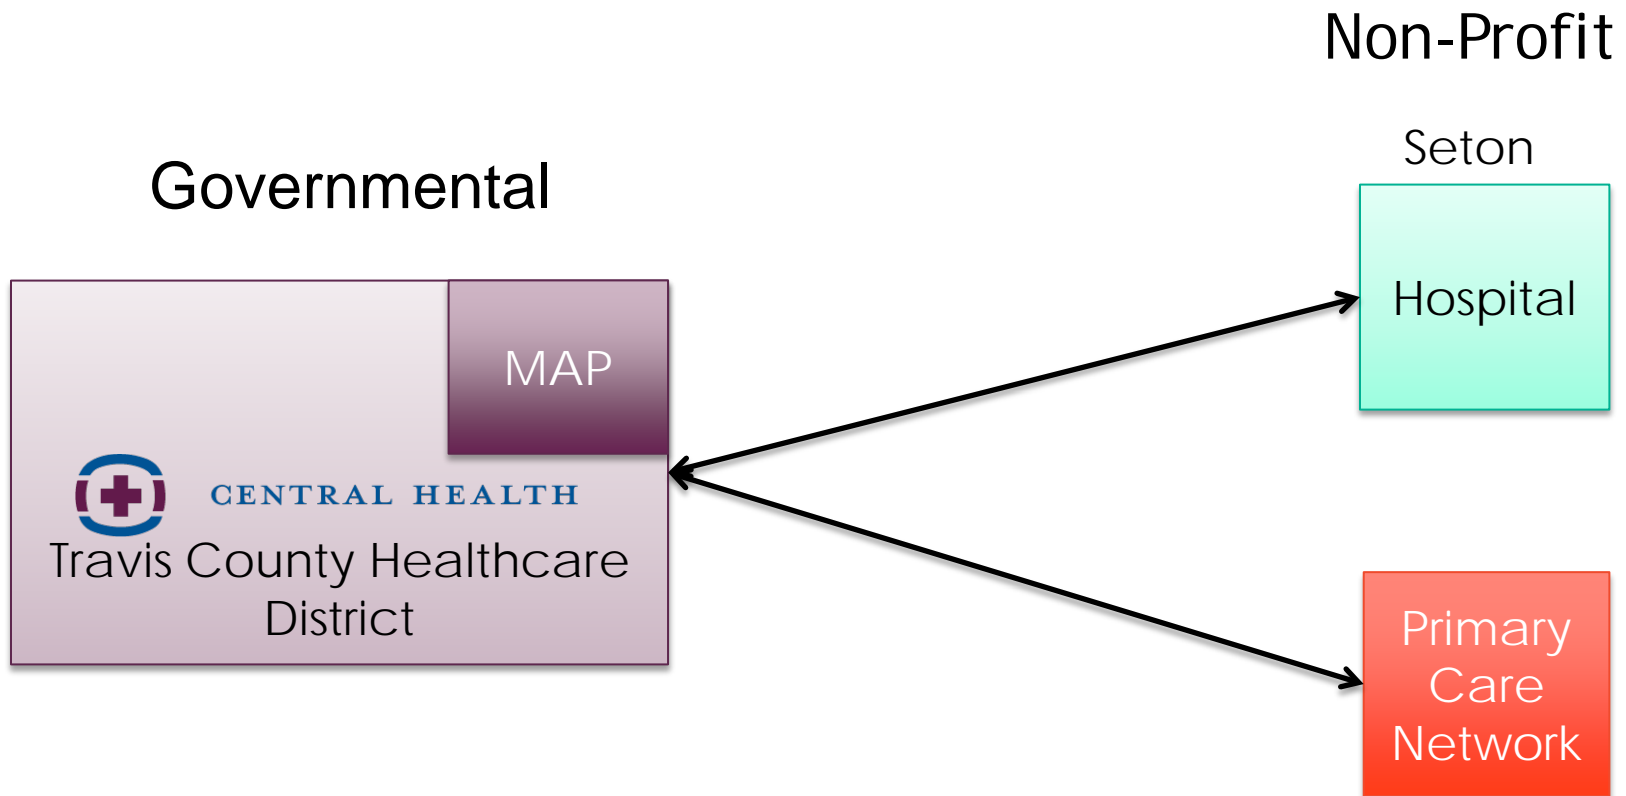 Non-Profit
Governmental
Seton
Hospital
MAP
CENTRAL HEALTH
Travis County Healthcare
District
Primary
Care
Network